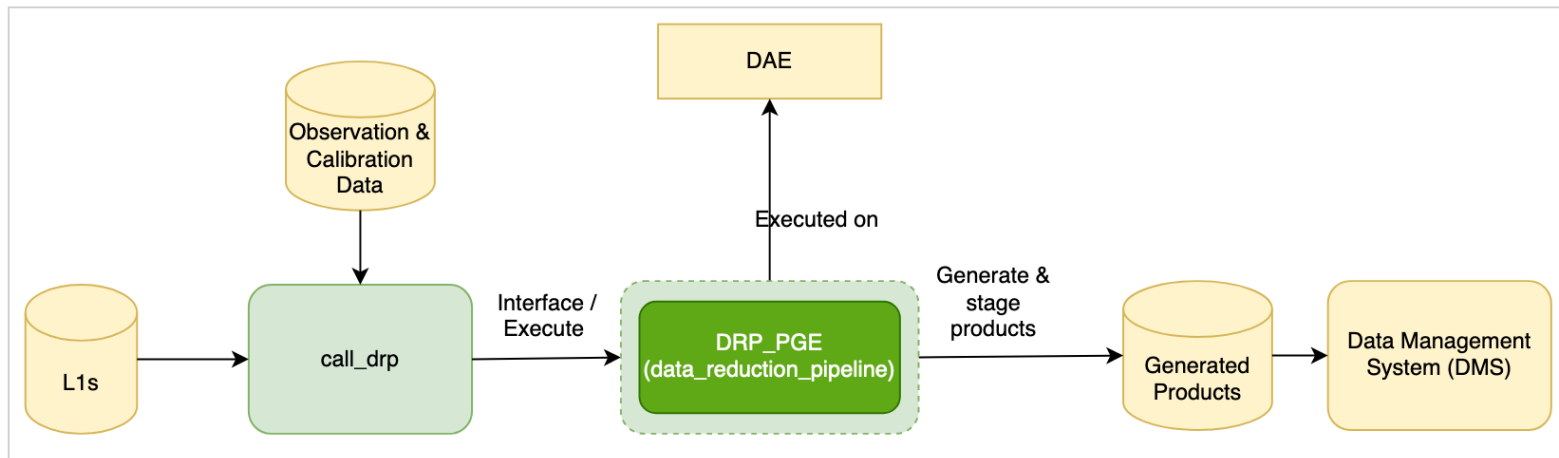 DAE
Observation &
Calibration
Data
Executed on
L1s
call_drp
Interface /
Execute
DRP_PGE
(data_reduction_pipeline)
Generate &
stage
products
Generated
Products
Data Management
System (DMS)